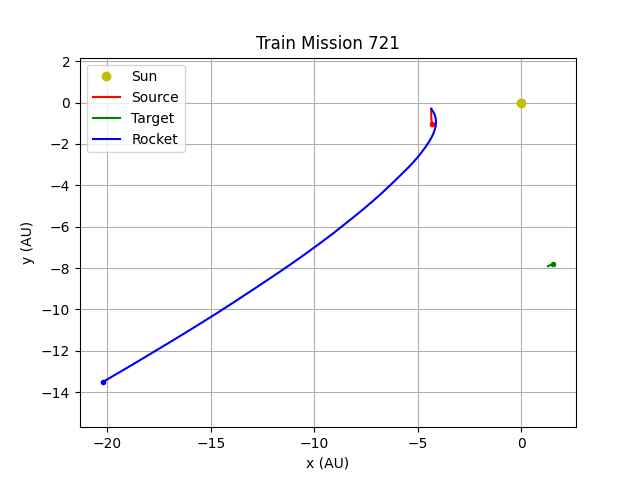 Train Mission 721
Sun
Source
Target
Rocket
2
0
−2
−4
−6
−8
−10
−12
−14
y (AU)
−20
−15
−10
−5
0
x (AU)